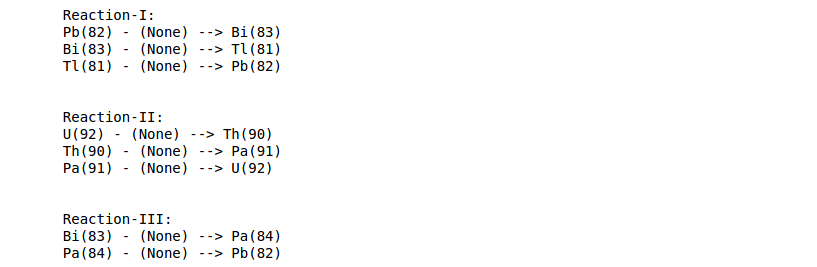 Reaction-I:
Pb(82) - (None) --> Bi(83)
Bi(83) - (None) --> Tl(81)
Tl(81) - (None) --> Pb(82)
Reaction-II:
U(92) - (None) --> Th(90)
Th(90) - (None) --> Pa(91)
Pa(91) - (None) --> U(92)
Reaction-III:
Bi(83) - (None) --> Pa(84)
Pa(84) - (None) --> Pb(82)